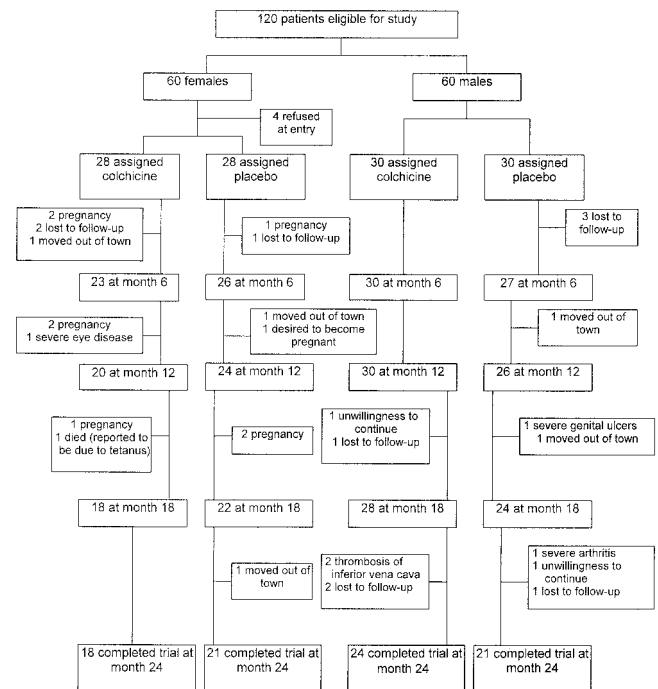 120 patients eligible for study
60 females
60 males
4 refused
at entry
28 assigned
colchicine
28 assigned
placebo
30 assigned
colchicine
30 assigned
placebo
2 pregnancy
2 lost to follow-up
1 moved out of town
1 pregnancy
1 lost to follow-up
3 lost to
follow-up
23 at month 6
26 at month 6
30 at month 6
27 at month 6
2 pregnancy
1 severe eye disease
1 moved out of town
1 desired to become
pregnant
1 moved out of
town
20 at month 12
24 at month 12
30 at month 12
26 at month 12
1 pregnancy
1 died (reported to
be due to tetanus)
2 pregnancy
1 unwillingness to
continue
1 lost to follow-up
1 severe genital ulcers
1 moved out of town
18 at month 18
22 at month 18
28 at month 18
24 at month 18
1 moved out of
town
2 thrombosis of
inferior vena cava
2 lost to follow-up
1 severe arthritis
1 unwillingness to
continue
1 lost to follow-up
18 completed trial at
month 24
21 completed trial at
month 24
24 completed trial at
month 24
21 completed trial at
month 24